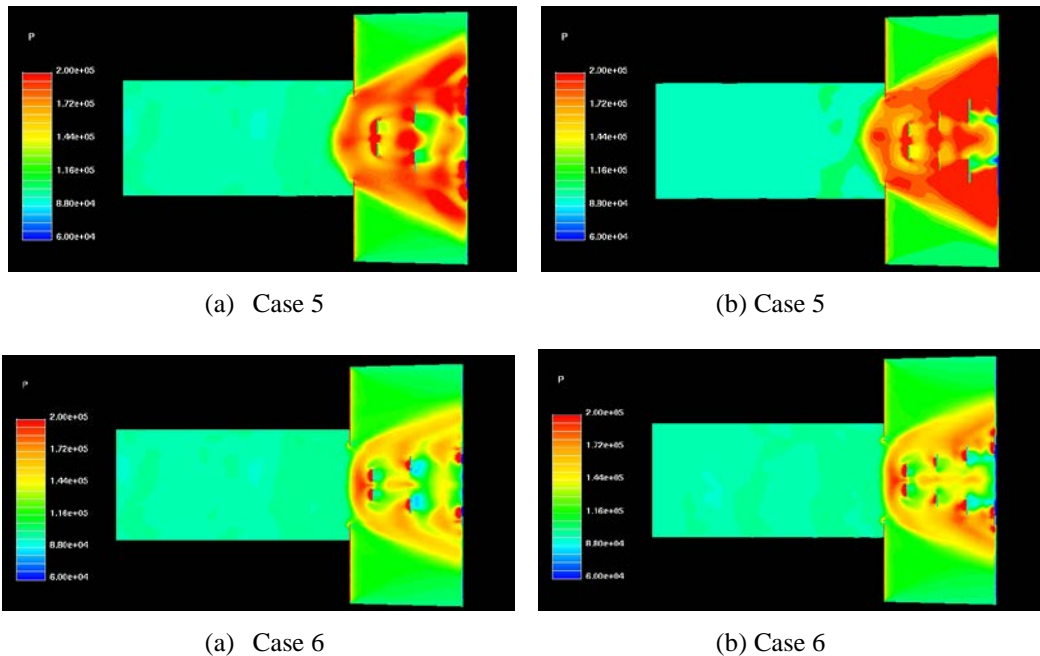 P
2.00e+05
1.72e+05
1.44e+05
1.16e+05
8.80e+04
6.00e+04
P
2.00e+05
1.72e+05
1.44e+05
1.16e+05
8.80e+04
6.00e+04
(a) Case 5
(b) Case 5
P
2.00e+05
1.72e+05
1.44e+05
1.16e+05
8.80e+04
6.00e+04
P
2.00e+05
1.72e+05
1.44e+05
1.16e+05
8.80e+04
6.00e+04
(a) Case 6
(b) Case 6